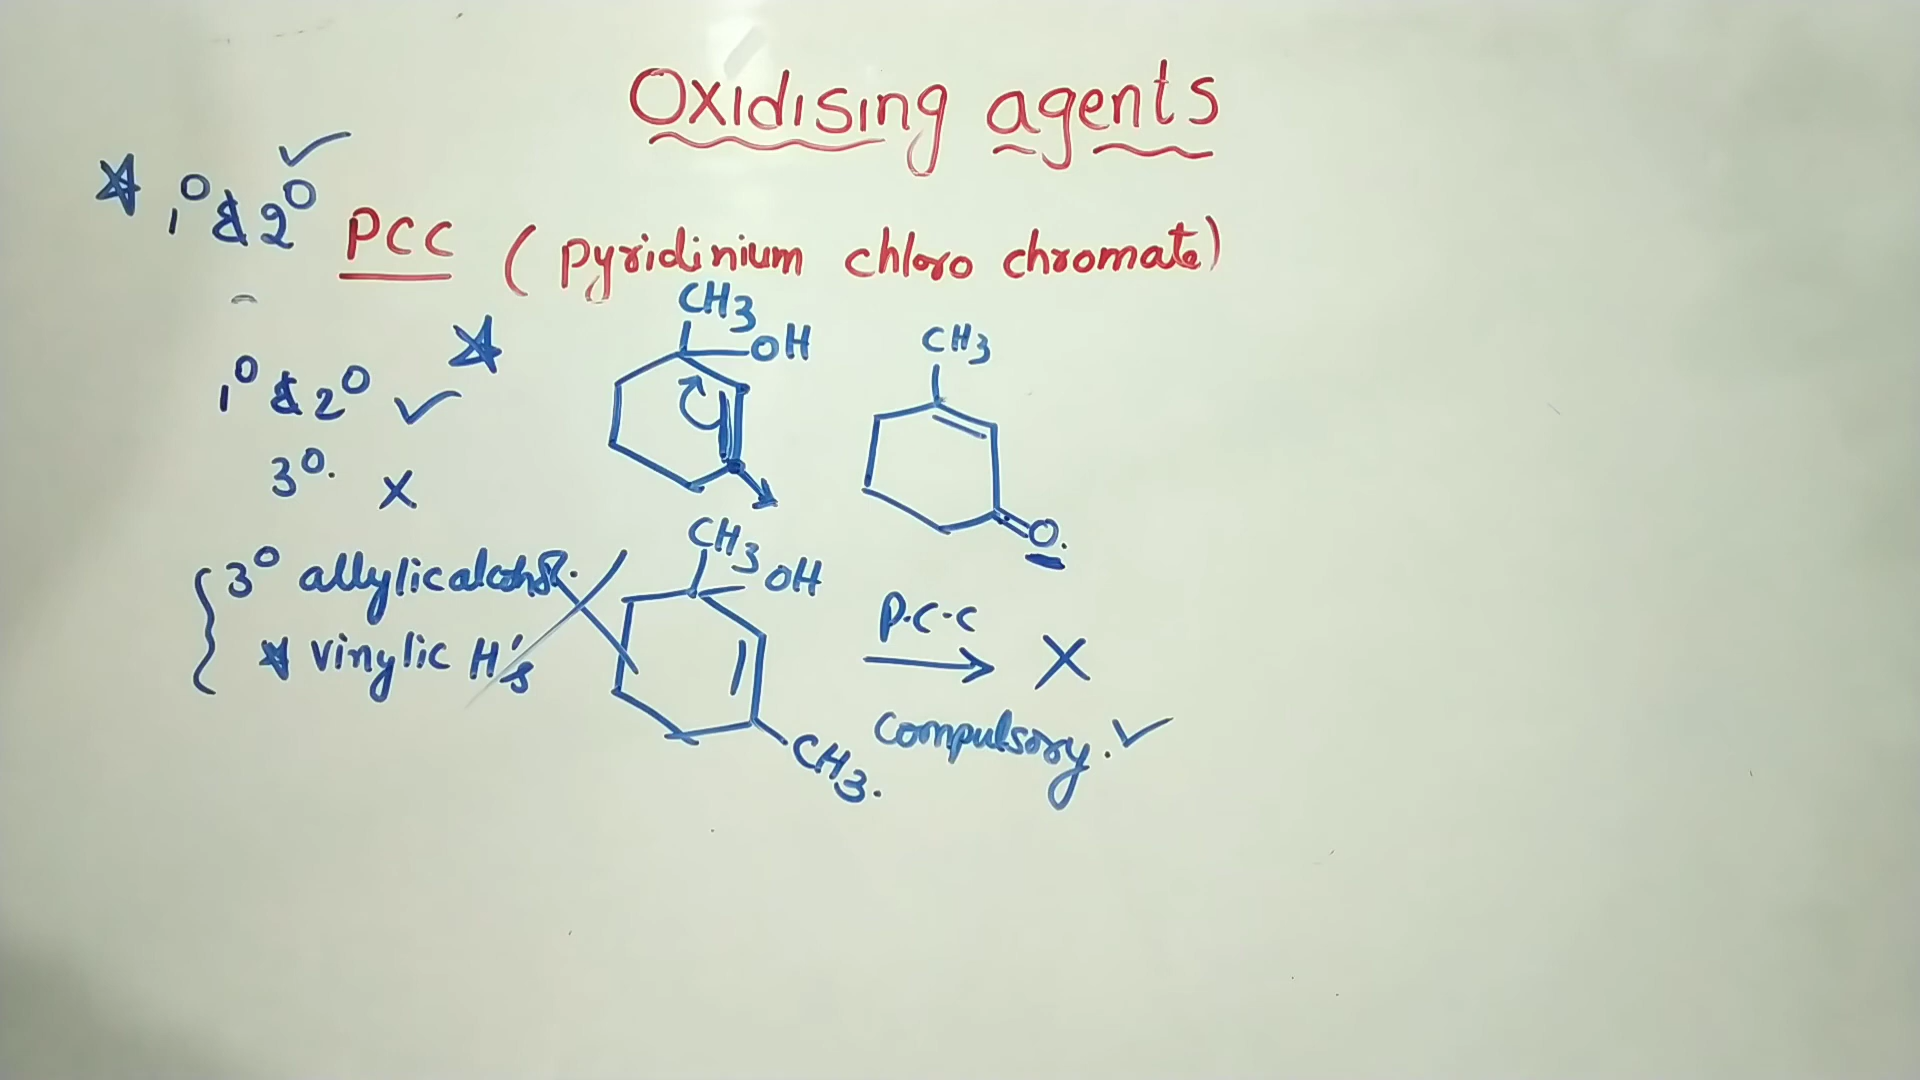 Oxidising agents
1° & 2° ✓
PCC (pyridinium chloro chromate)
CH3
OH
CH3
1° & 2° ✓
3°. X
O.
CH3
OH
{3° allylic
* vinylic H's
P.C.C
X
compulsory. ✓
CH3.